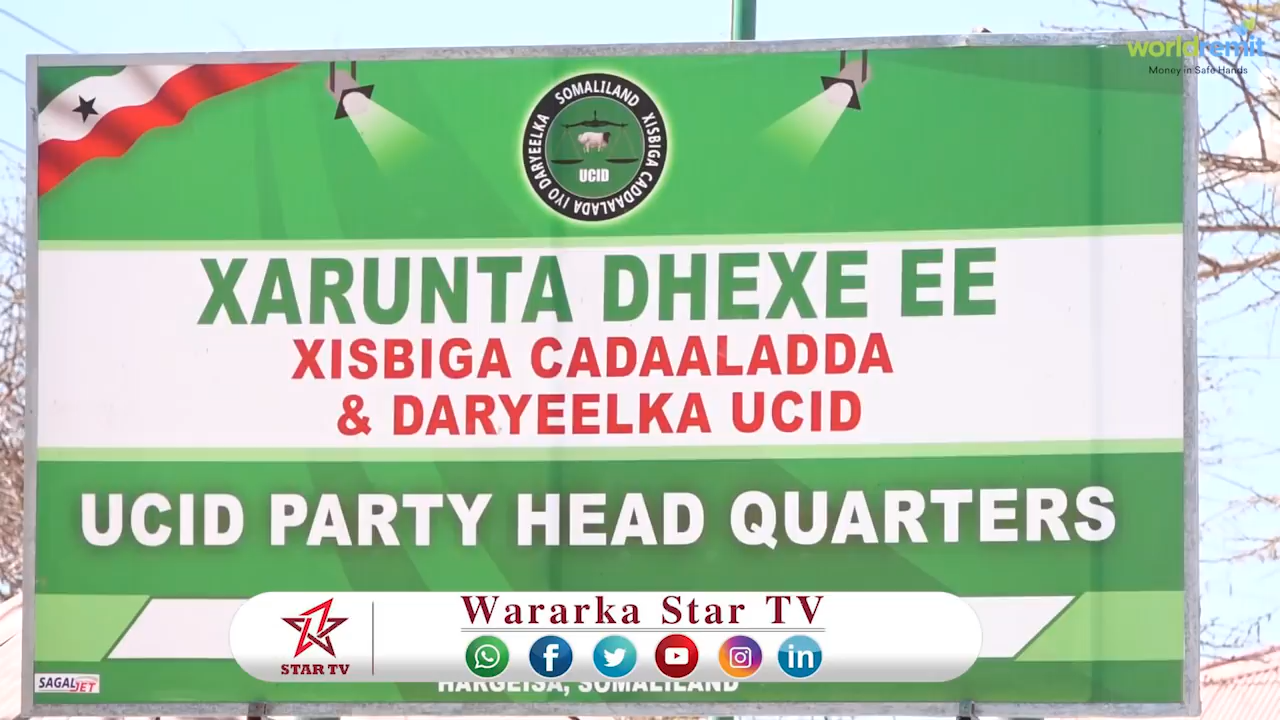 worldremit
Money in Safe Hands
SOMALILAND
XISBIGA CADDAALADA IYO DARYEELKA
UCID
XARUNTA DHEXE EE
XISBIGA CADAALADDA
& DARYEELKA UCID
UCID PARTY HEAD QUARTERS
Wararka Star TV
STAR TV
SAGALJET
HARGEISA, SOMALILAND